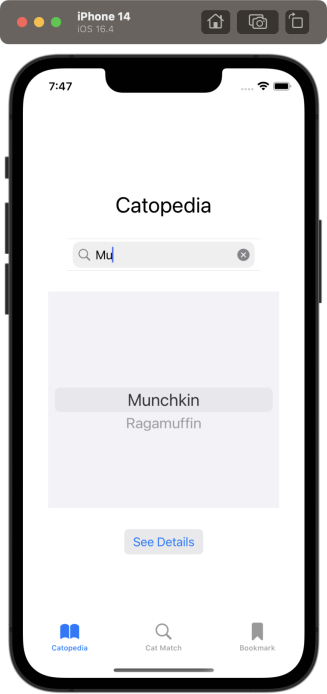 iPhone 14
iOS 16.4
7:47
Catopedia
Mu
Munchkin
Ragamuffin
See Details
Catopedia
Cat Match
Bookmark